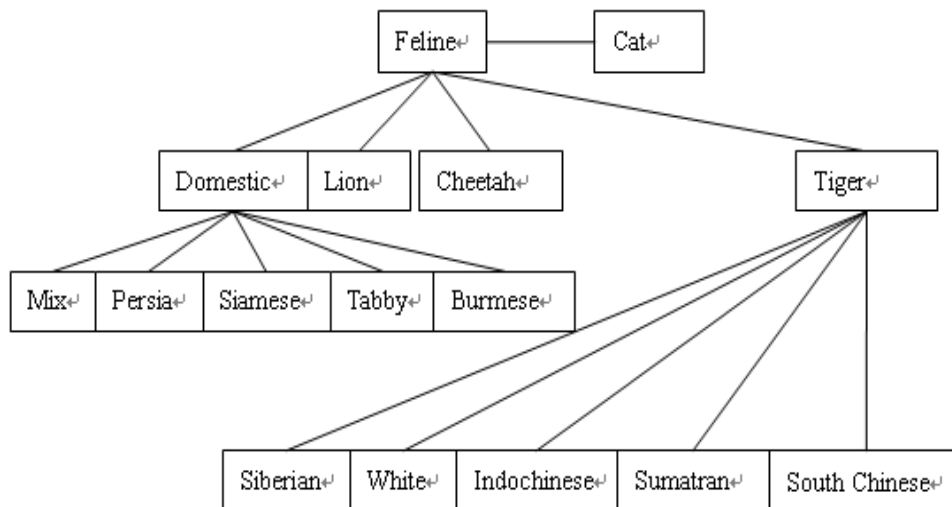 Feline↵ Cat↵
Domestic↵ Lion↵ Cheetah↵ Tiger↵
Mix↵ Persia↵ Siamese↵ Tabby↵ Burmese↵
Siberian↵ White↵ Indochinese↵ Sumatran↵ South Chinese↵